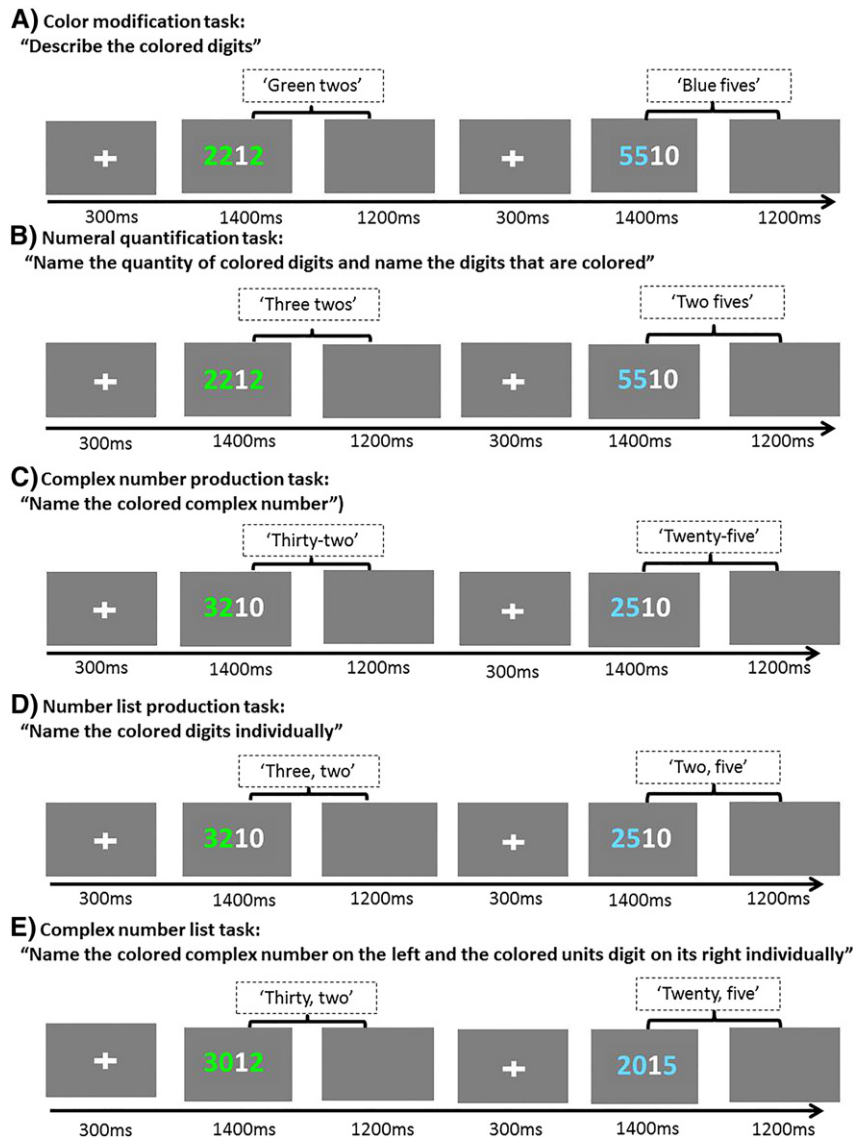 A) Color modification task:
“Describe the colored digits”
‘Green twos’ ‘Blue fives’
+ 2212 + 5510
300ms 1400ms 1200ms 300ms 1400ms 1200ms
B) Numeral quantification task:
“Name the quantity of colored digits and name the digits that are colored”
‘Three twos’ ‘Two fives’
+ 2212 + 5510
300ms 1400ms 1200ms 300ms 1400ms 1200ms
C) Complex number production task:
“Name the colored complex number”)
‘Thirty-two’ ‘Twenty-five’
+ 3210 + 2510
300ms 1400ms 1200ms 300ms 1400ms 1200ms
D) Number list production task:
“Name the colored digits individually”
‘Three, two’ ‘Two, five’
+ 3210 + 2510
300ms 1400ms 1200ms 300ms 1400ms 1200ms
E) Complex number list task:
“Name the colored complex number on the left and the colored units digit on its right individually”
‘Thirty, two’ ‘Twenty, five’
+ 3012 + 2015
300ms 1400ms 1200ms 300ms 1400ms 1200ms